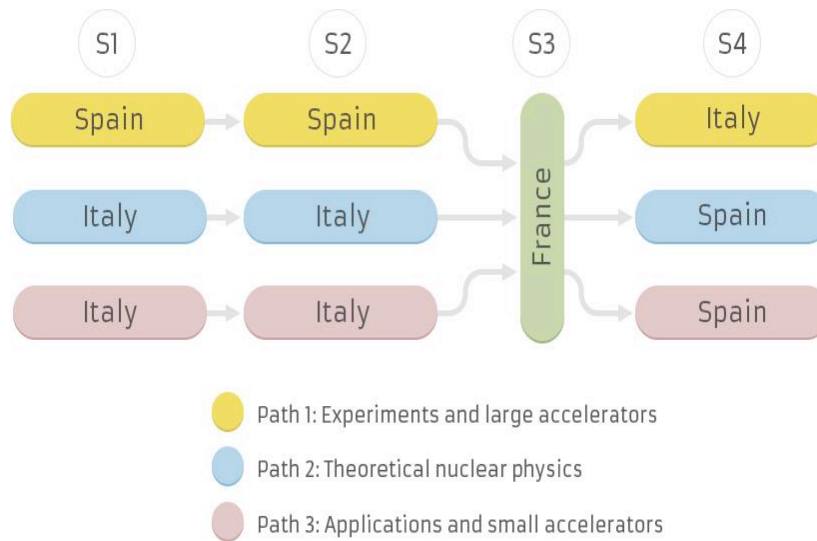 S1 S2 S3 S4
Spain Spain Italy
Italy Italy France Spain
Italy Italy Spain
Path 1: Experiments and large accelerators
Path 2: Theoretical nuclear physics
Path 3: Applications and small accelerators